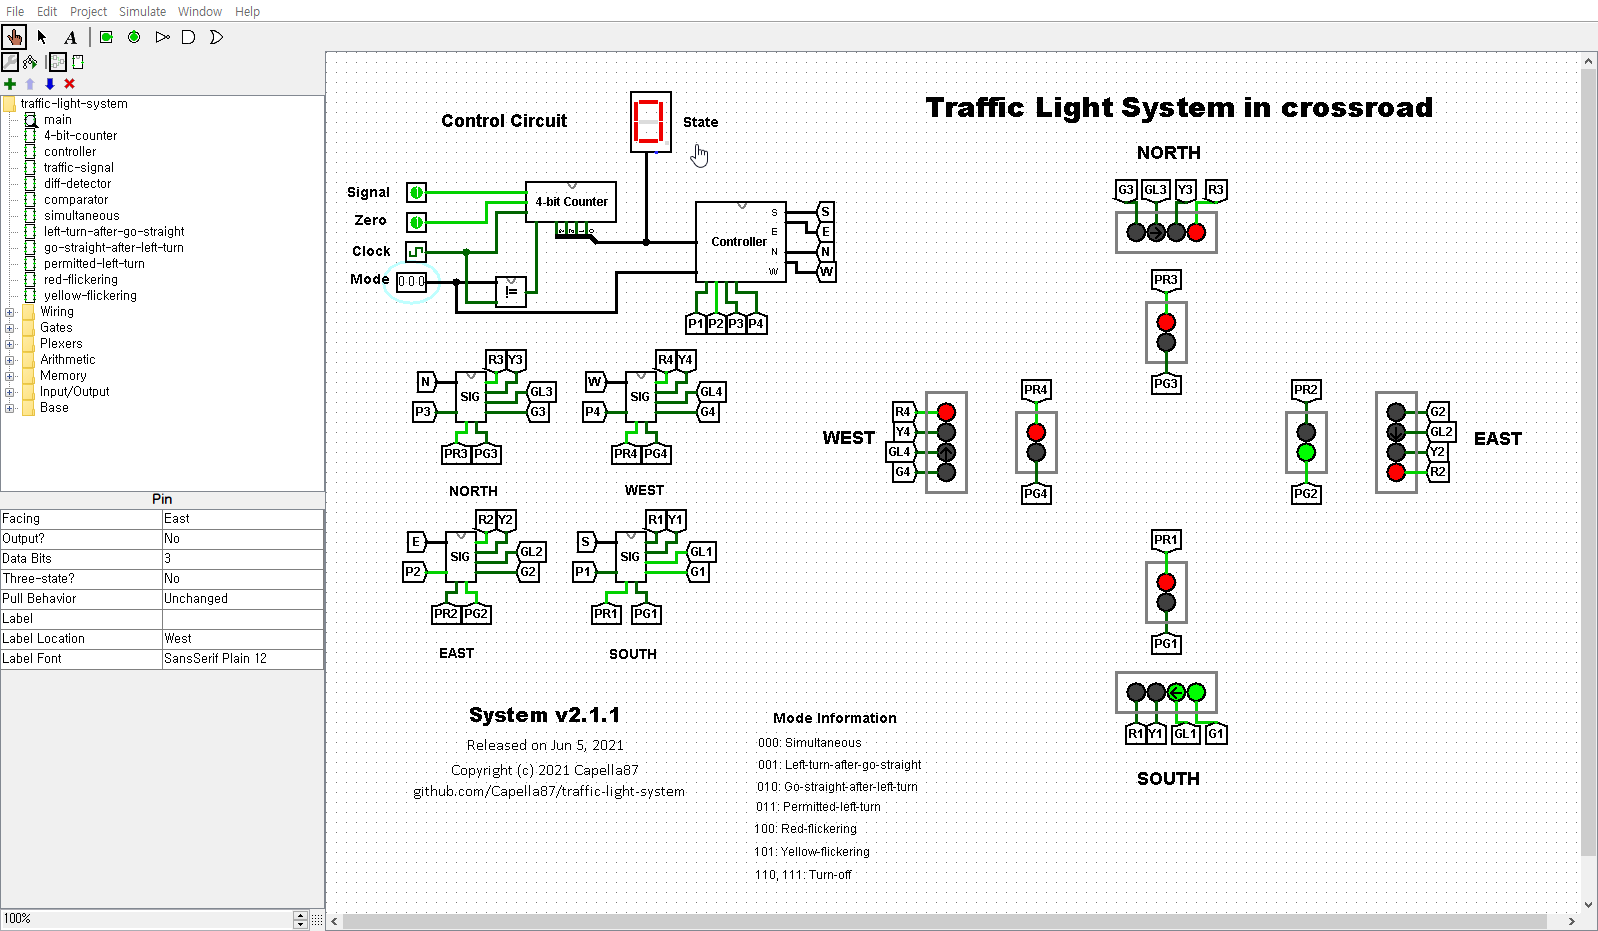 File Edit Project Simulate Window Help
A
traffic-light-system
main
4-bit-counter
controller
traffic-signal
diff-detector
comparator
simultaneous
left-turn-after-go-straight
go-straight-after-left-turn
permitted-left-turn
red-flickering
yellow-flickering
Wiring
Gates
Plexers
Arithmetic
Memory
Input/Output
Base
Pin
Facing East
Output? No
Data Bits 3
Three-state? No
Pull Behavior Unchanged
Label
Label Location West
Label Font SansSerif Plain 12
100%
Control Circuit
0
State
Signal 1
Zero 1
Clock
Mode 000
4-bit Counter
3 2 1 0
!=
Controller
S
E
N
W
S
E
N
W
P1 P2 P3 P4
R3 Y3
N
P3
SIG
GL3
G3
PR3 PG3
NORTH
R4 Y4
W
P4
SIG
GL4
G4
PR4 PG4
WEST
R2 Y2
E
P2
SIG
GL2
G2
PR2 PG2
EAST
R1 Y1
S
P1
SIG
GL1
G1
PR1 PG1
SOUTH
System v2.1.1
Released on Jun 5, 2021
Copyright (c) 2021 Capella87
github.com/Capella87/traffic-light-system
Mode Information
000: Simultaneous
001: Left-turn-after-go-straight
010: Go-straight-after-left-turn
011: Permitted-left-turn
100: Red-flickering
101: Yellow-flickering
110, 111: Turn-off
Traffic Light System in crossroad
NORTH
G3 GL3 Y3 R3
PR3
PG3
WEST
R4
Y4
GL4
G4
PR4
PG4
PR2
PG2
G2
GL2
Y2
R2
EAST
PR1
PG1
R1 Y1 GL1 G1
SOUTH